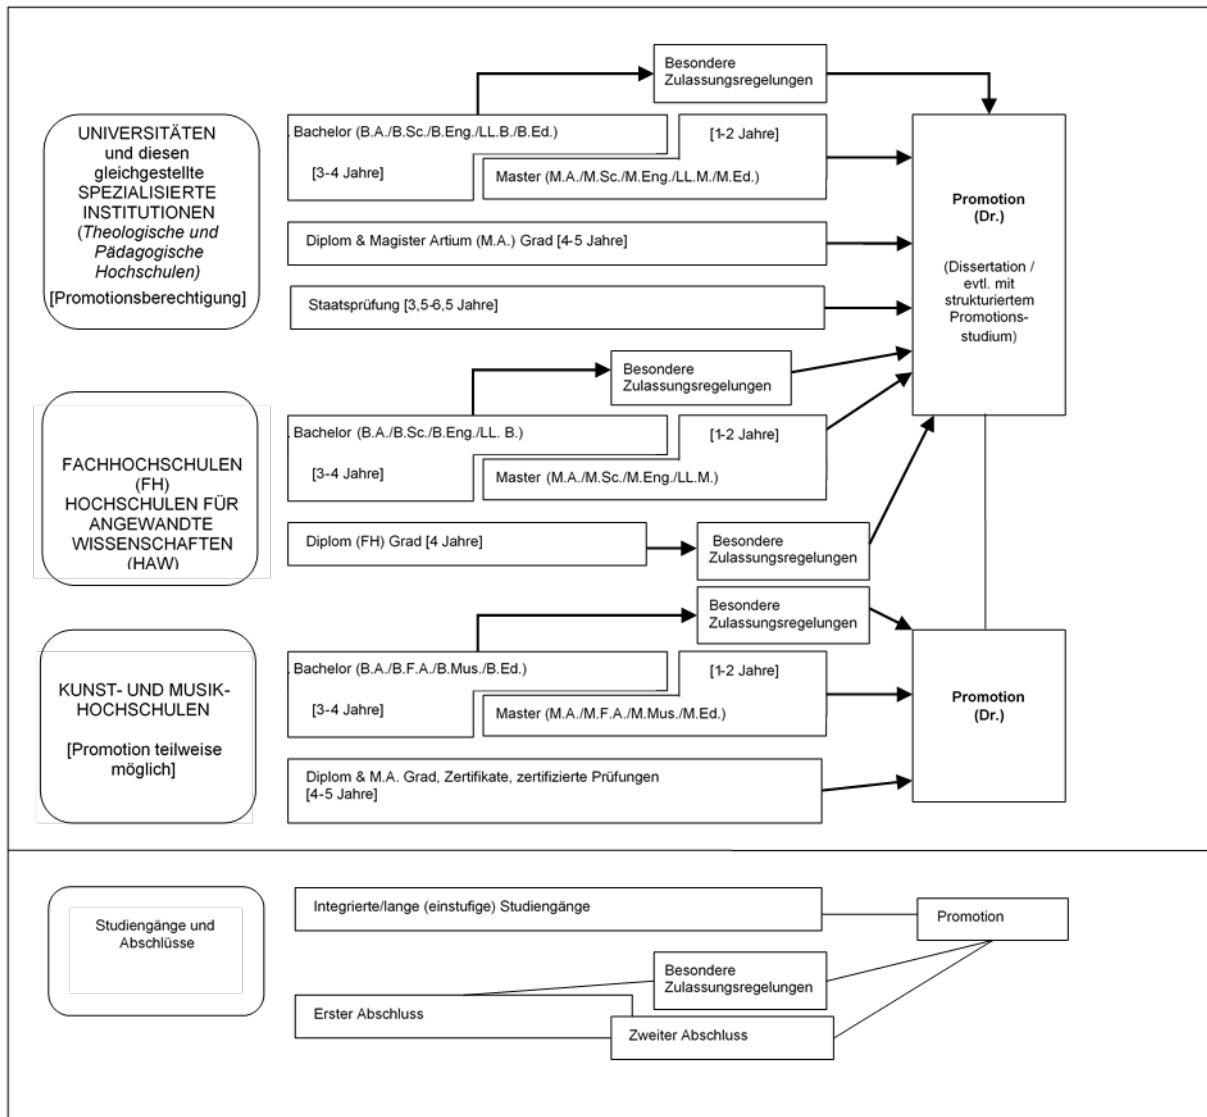 Besondere
Zulassungsregelungen
UNIVERSITÄTEN
und diesen
gleichgestellte
SPEZIALISIERTE
INSTITUTIONEN
(Theologische und
Pädagogische
Hochschulen)
[Promotionsberechtigung]
. Bachelor (B.A./B.Sc./B.Eng./LL.B./B.Ed.)
[1-2 Jahre]
[3-4 Jahre]
Master (M.A./M.Sc./M.Eng./LL.M./M.Ed.)
Diplom & Magister Artium (M.A.) Grad [4-5 Jahre]
Staatsprüfung [3,5-6,5 Jahre]
Promotion
(Dr.)
(Dissertation /
evtl. mit
strukturiertem
Promotions-
studium)
Besondere
Zulassungsregelungen
FACHHOCHSCHULEN
(FH)
HOCHSCHULEN FÜR
ANGEWANDTE
WISSENSCHAFTEN
(HAW)
. Bachelor (B.A./B.Sc./B.Eng./LL. B.)
[1-2 Jahre]
[3-4 Jahre]
Master (M.A./M.Sc./M.Eng./LL.M.)
Diplom (FH) Grad [4 Jahre]
Besondere
Zulassungsregelungen
Besondere
Zulassungsregelungen
KUNST- UND MUSIK-
HOCHSCHULEN
[Promotion teilweise
möglich]
. Bachelor (B.A./B.F.A./B.Mus./B.Ed.)
[1-2 Jahre]
[3-4 Jahre]
Master (M.A./M.F.A./M.Mus./M.Ed.)
Diplom & M.A. Grad, Zertifikate, zertifizierte Prüfungen
[4-5 Jahre]
Promotion
(Dr.)
Studiengänge und
Abschlüsse
Integrierte/lange (einstufige) Studiengänge
Promotion
Besondere
Zulassungsregelungen
Erster Abschluss
Zweiter Abschluss